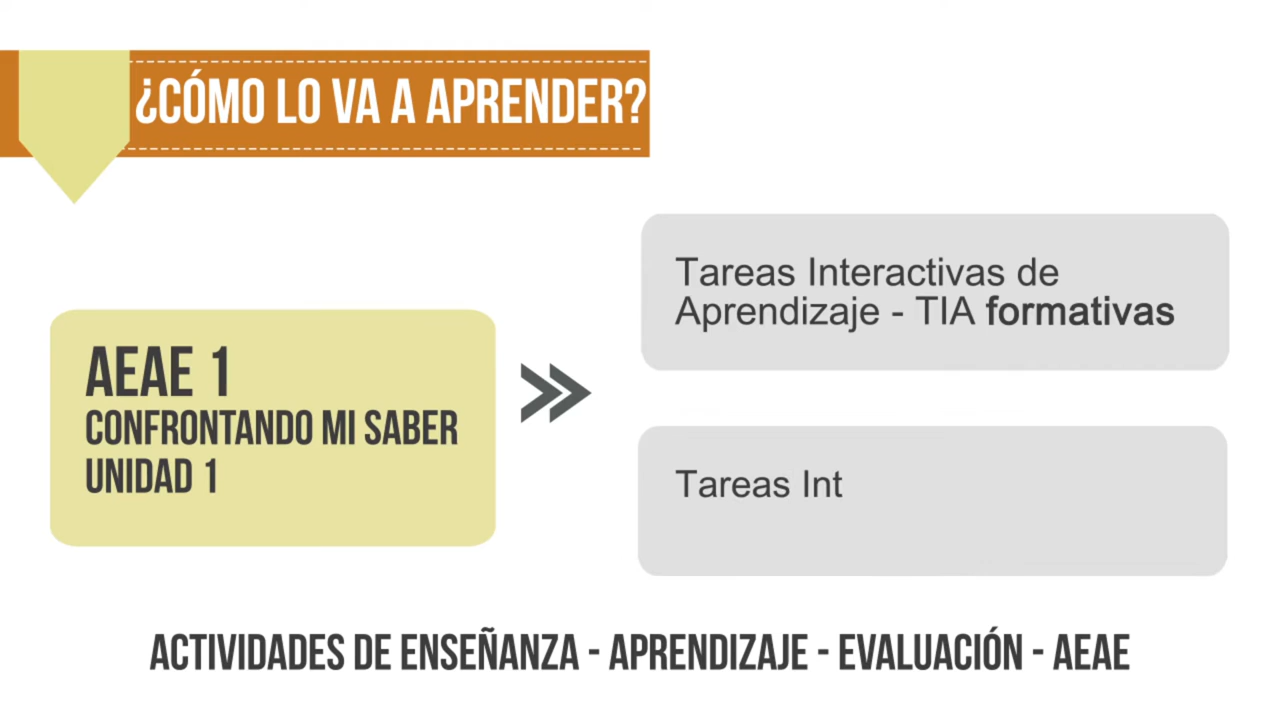 ¿CÓMO LO VA A APRENDER?
AEAE 1
CONFRONTANDO MI SABER
UNIDAD 1
Tareas Interactivas de
Aprendizaje - TIA formativas
Tareas Int
ACTIVIDADES DE ENSEÑANZA - APRENDIZAJE - EVALUACIÓN - AEAE